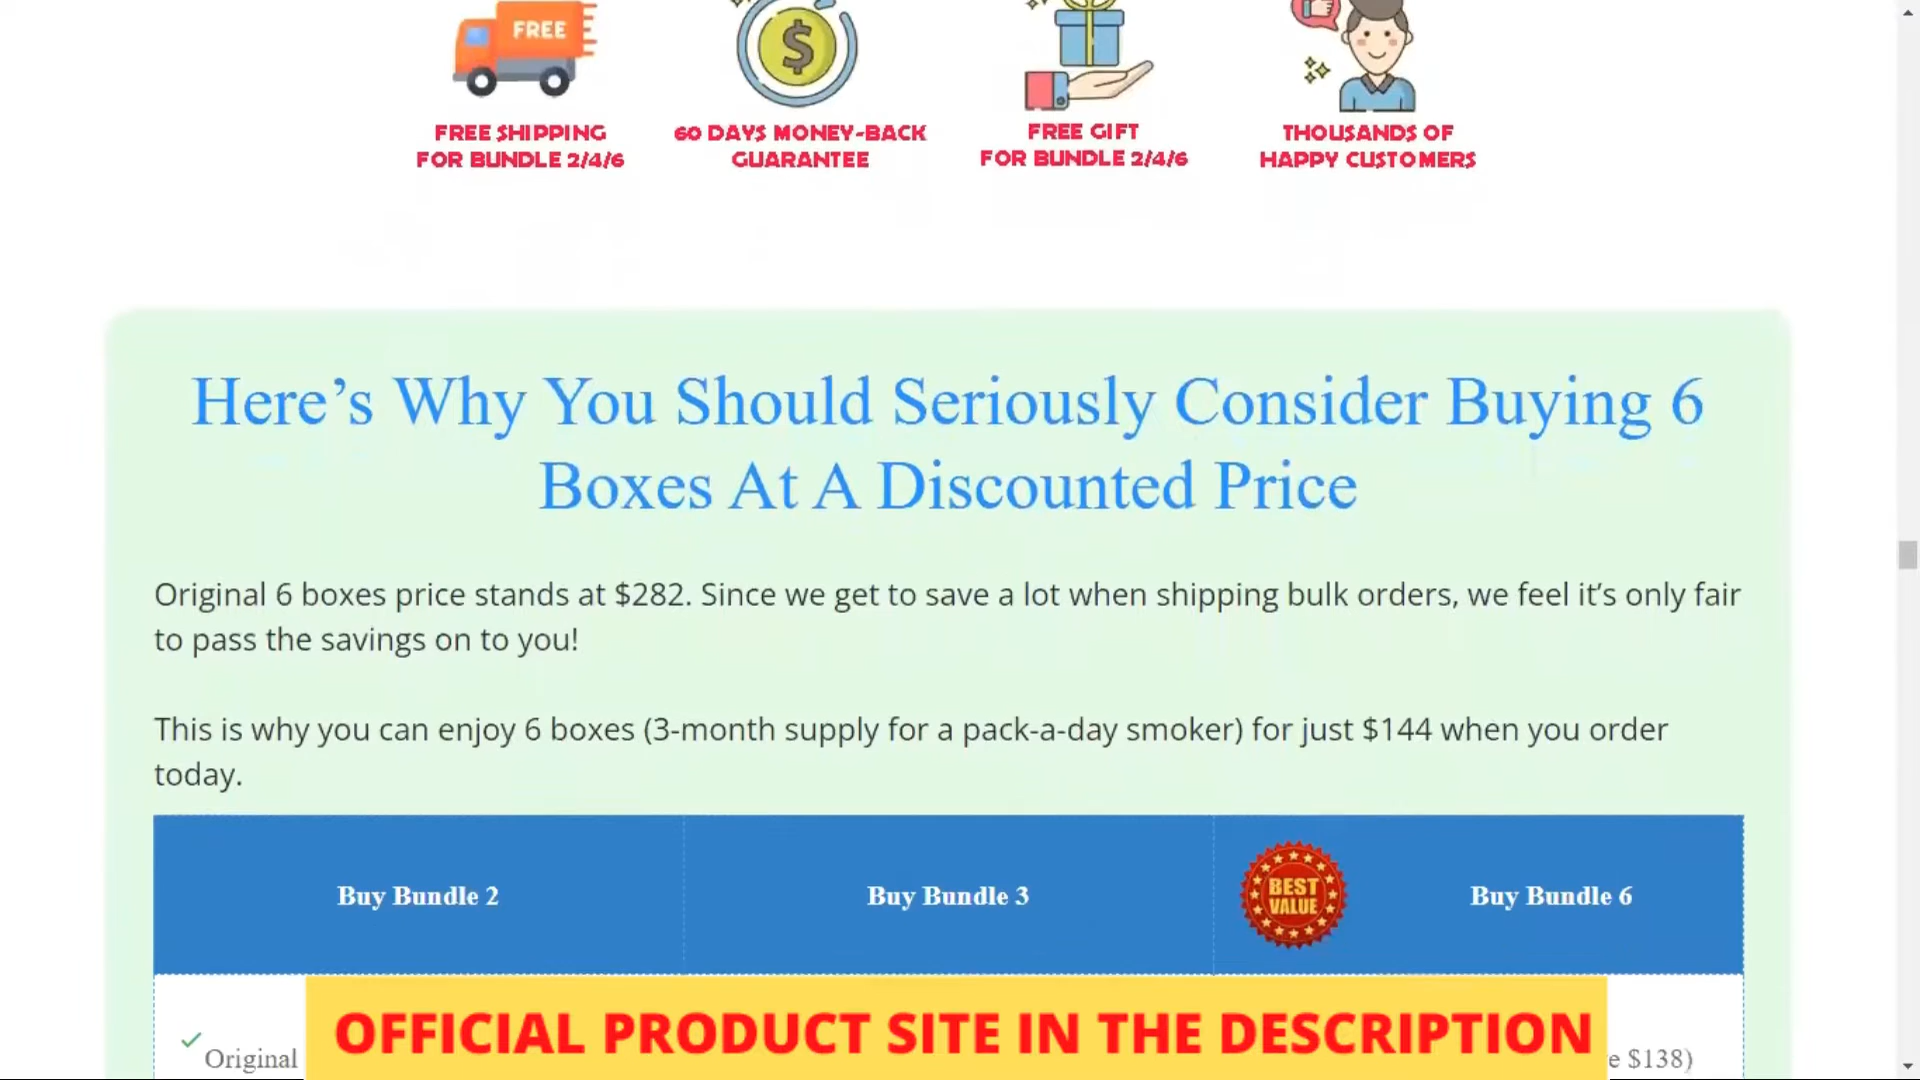 FREE
FREE SHIPPING
FOR BUNDLE 2/4/6
$
60 DAYS MONEY-BACK
GUARANTEE
FREE GIFT
FOR BUNDLE 2/4/6
THOUSANDS OF
HAPPY CUSTOMERS
Here’s Why You Should Seriously Consider Buying 6
Boxes At A Discounted Price
Original 6 boxes price stands at $282. Since we get to save a lot when shipping bulk orders, we feel it’s only fair
to pass the savings on to you!
This is why you can enjoy 6 boxes (3-month supply for a pack-a-day smoker) for just $144 when you order
today.
Buy Bundle 2
Buy Bundle 3
BEST
VALUE
Buy Bundle 6
Original
e $138)
OFFICIAL PRODUCT SITE IN THE DESCRIPTION